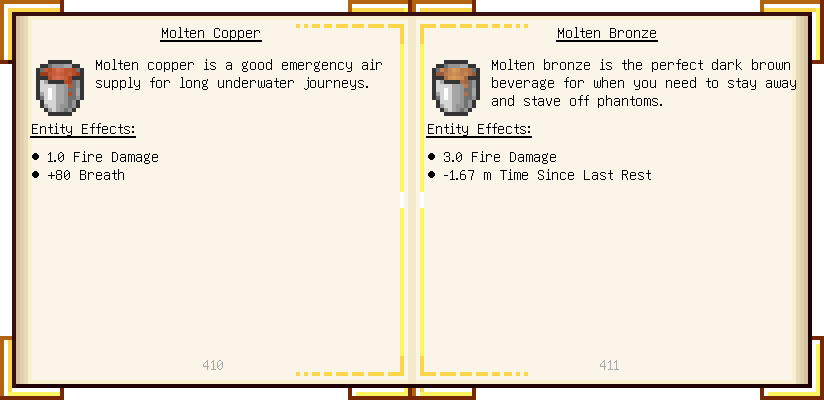 Molten Copper
Molten copper is a good emergency air
supply for long underwater journeys.
Entity Effects:
● 1.0 Fire Damage
● +80 Breath
410
Molten Bronze
Molten bronze is the perfect dark brown
beverage for when you need to stay away
and stave off phantoms.
Entity Effects:
● 3.0 Fire Damage
● -1.67 m Time Since Last Rest
411